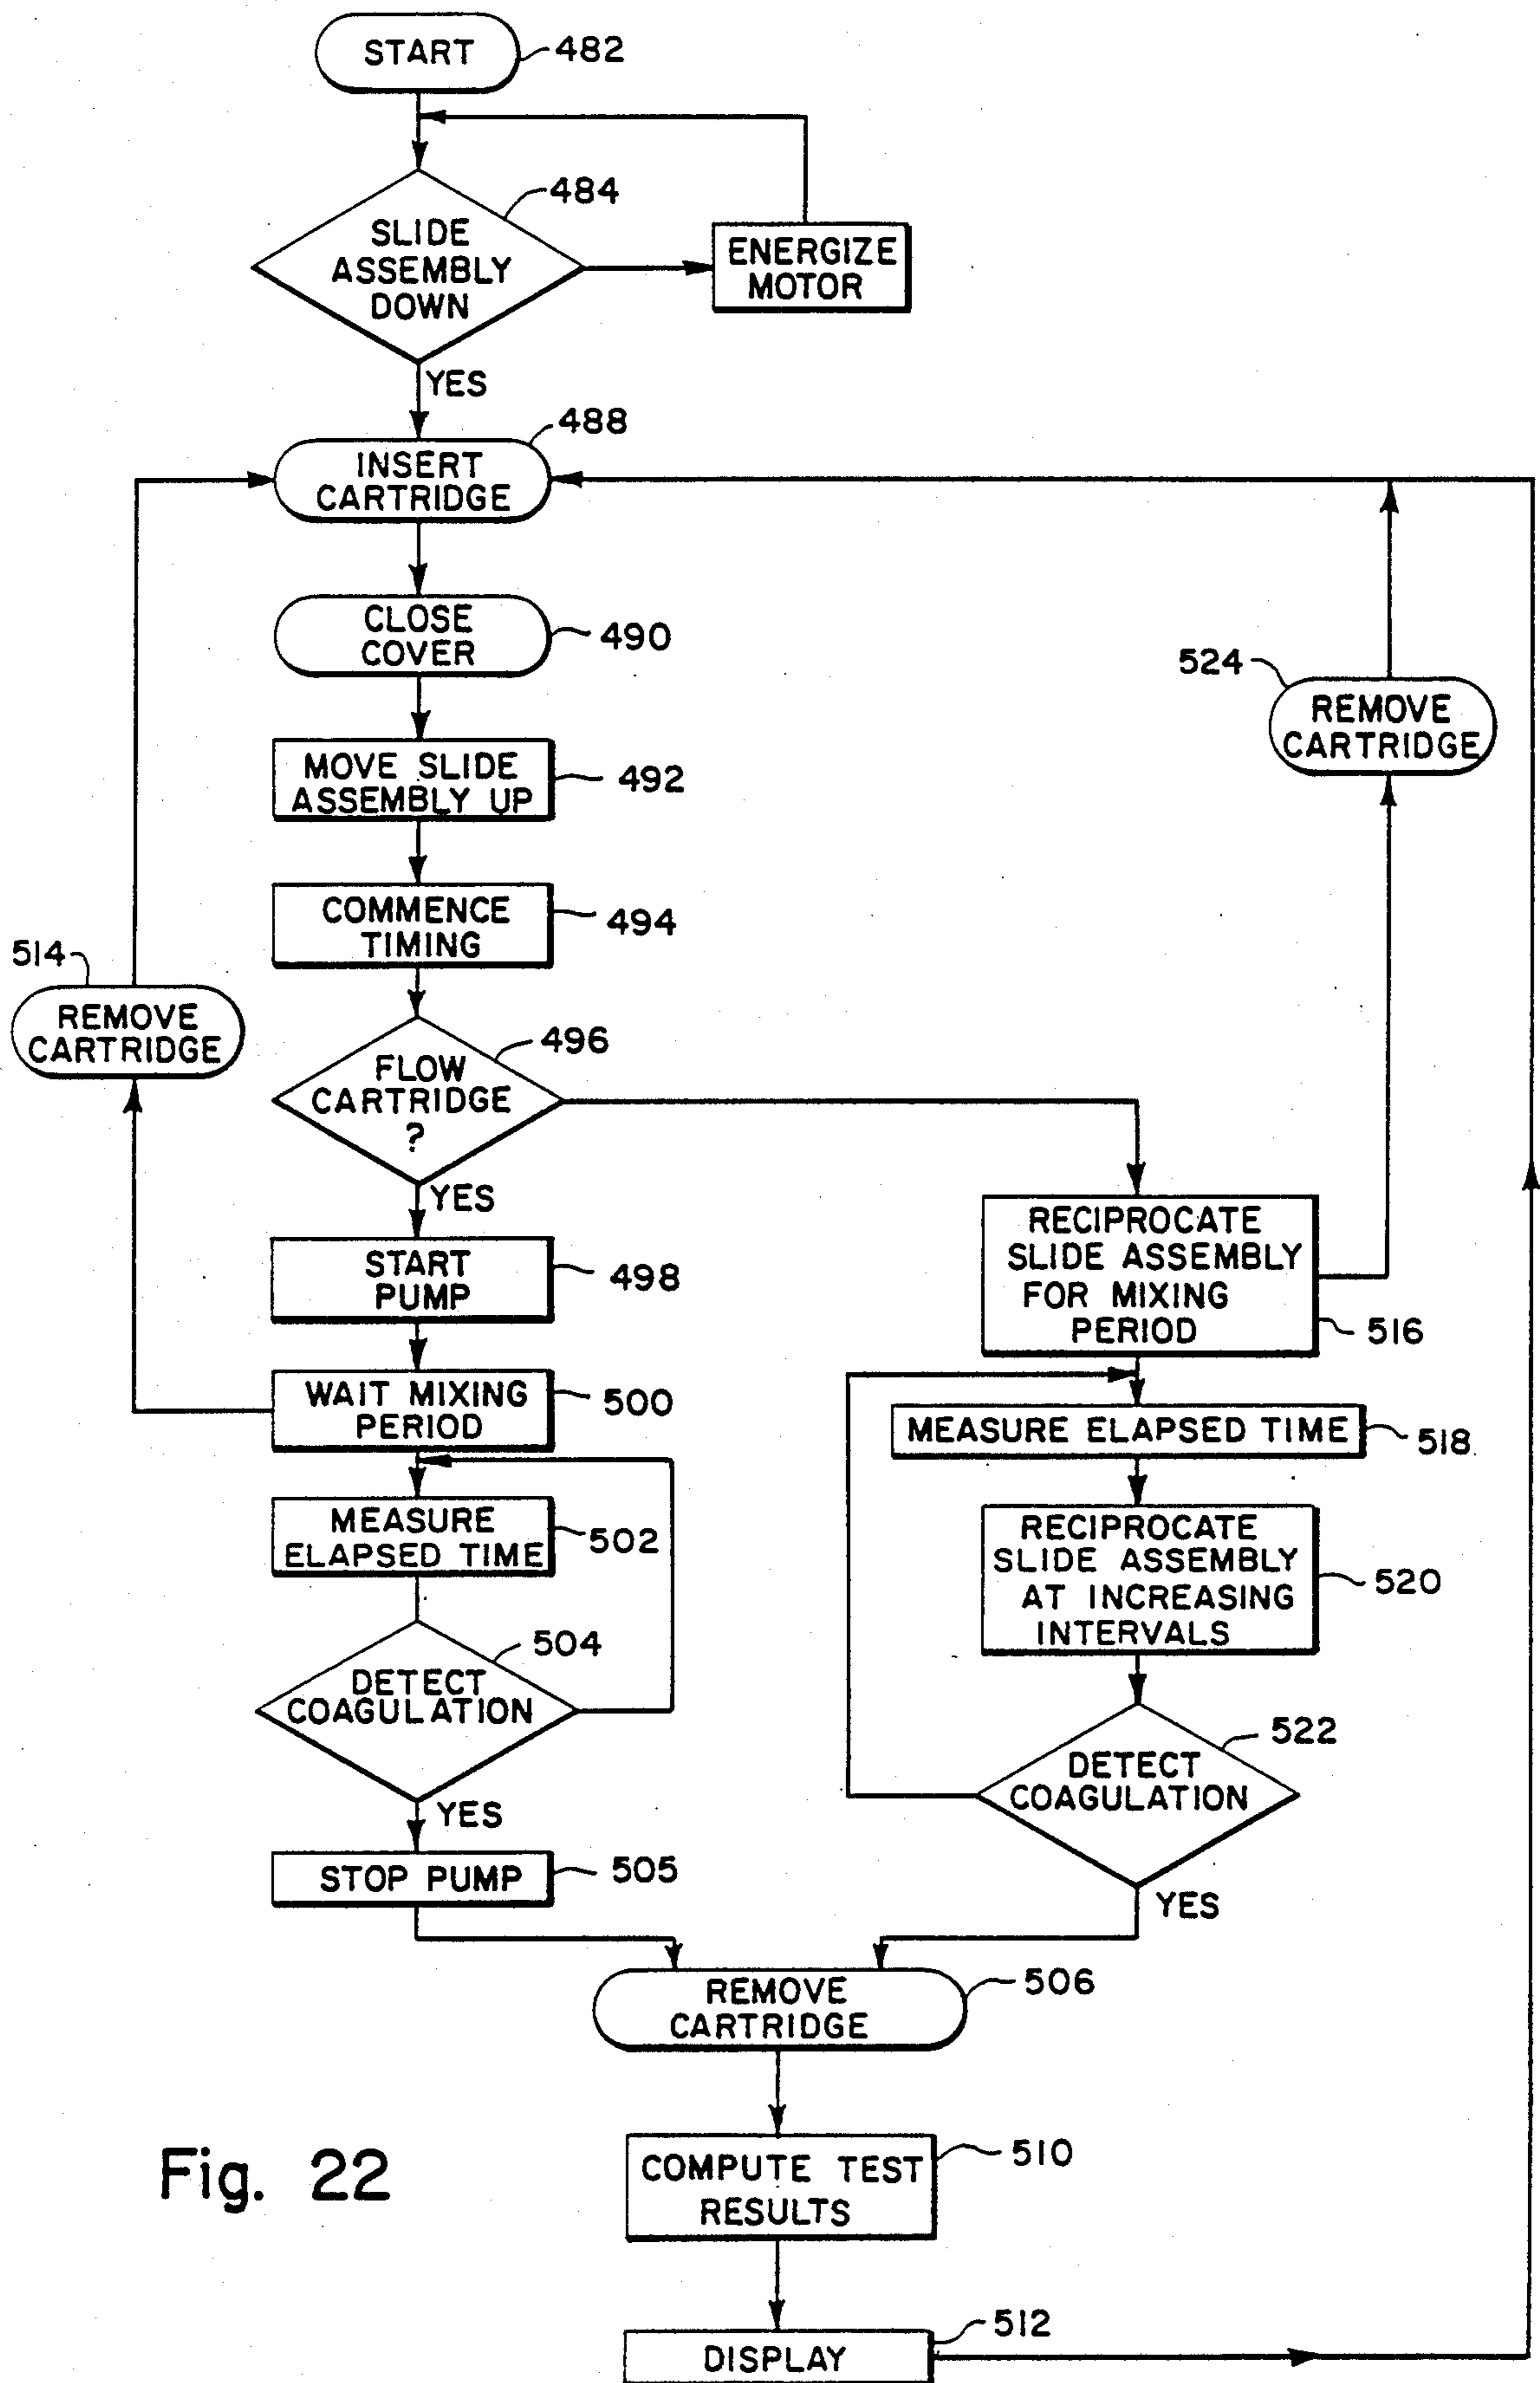 START
482
484
SLIDE
ASSEMBLY
DOWN
ENERGIZE
MOTOR
YES
488
INSERT
CARTRIDGE
CLOSE
COVER
490
524
REMOVE
CARTRIDGE
MOVE SLIDE
ASSEMBLY UP
492
COMMENCE
TIMING
494
514
REMOVE
CARTRIDGE
496
FLOW
CARTRIDGE
?
YES
START
PUMP
498
RECIPROCATE
SLIDE ASSEMBLY
FOR MIXING
PERIOD
516
WAIT MIXING
PERIOD
500
MEASURE ELAPSED TIME
518
MEASURE
ELAPSED TIME
502
RECIPROCATE
SLIDE ASSEMBLY
AT INCREASING
INTERVALS
520
504
DETECT
COAGULATION
522
DETECT
COAGULATION
YES
STOP PUMP
505
YES
REMOVE
CARTRIDGE
506
COMPUTE TEST
RESULTS
510
Fig. 22
512
DISPLAY